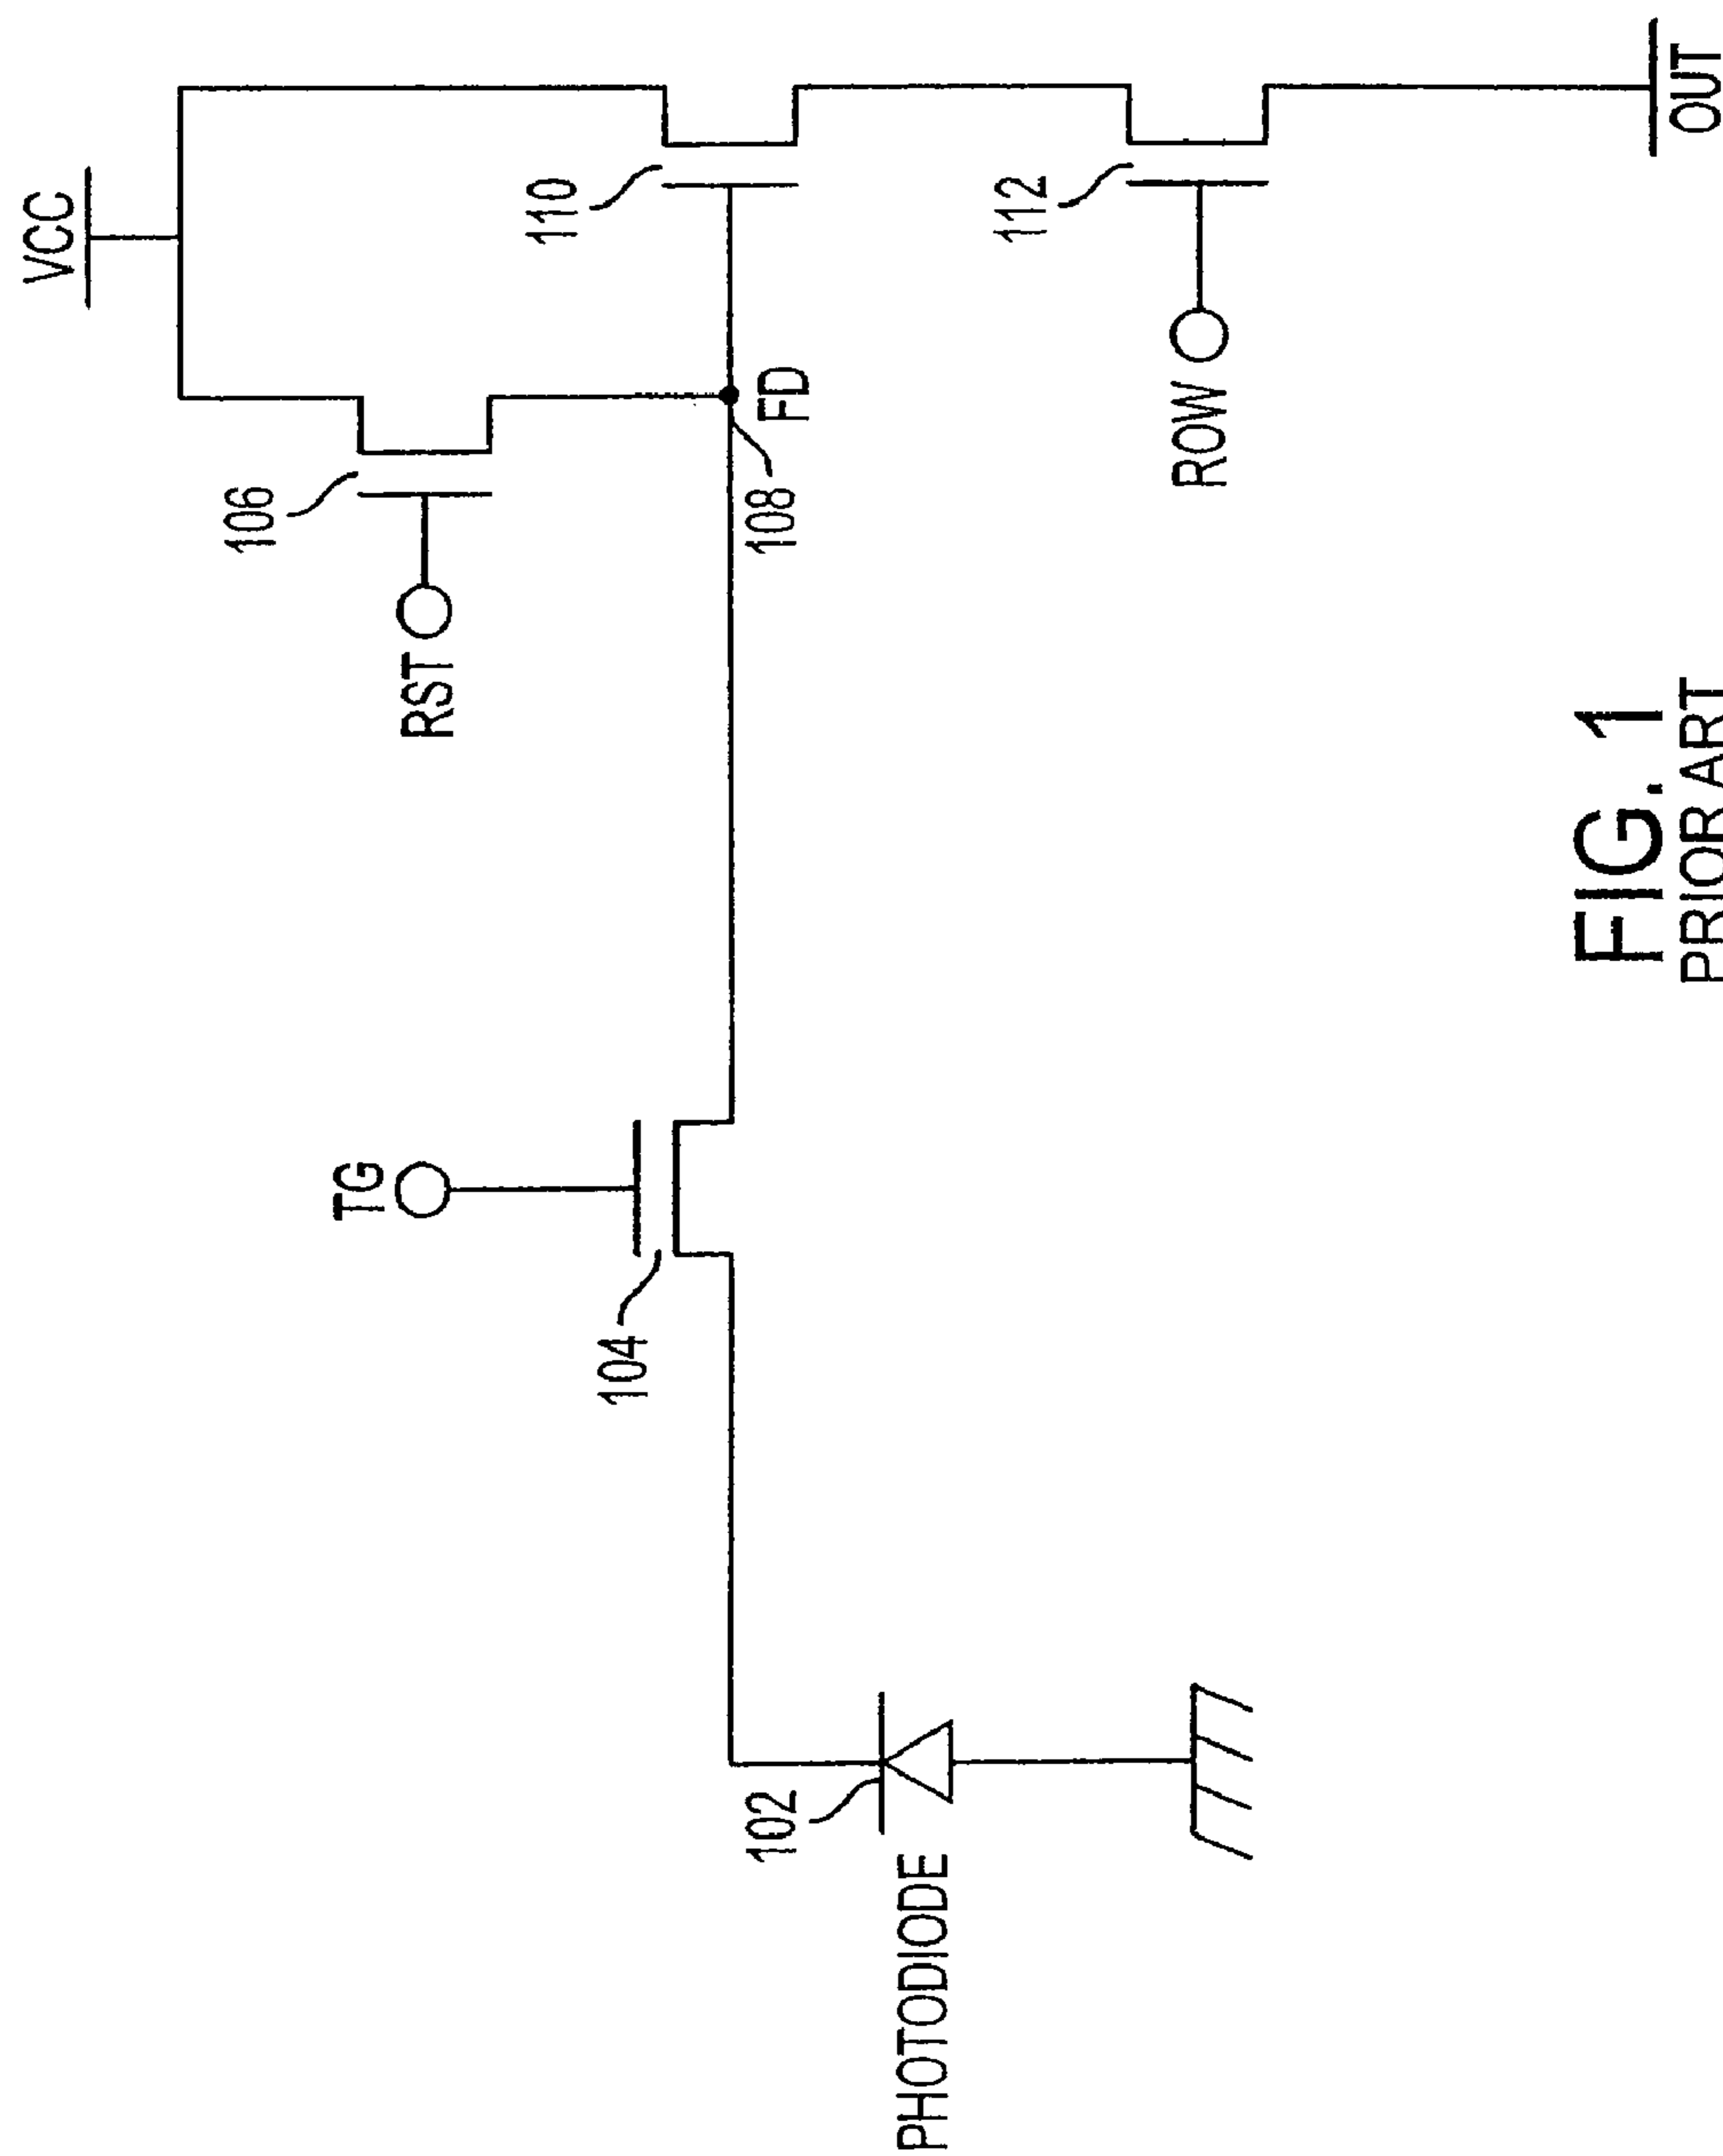 VCC
110
106
RST
TG
FD
108
112
ROW
104
102
PHOTODIODE
OUT
FIG. 1
PRIOR ART